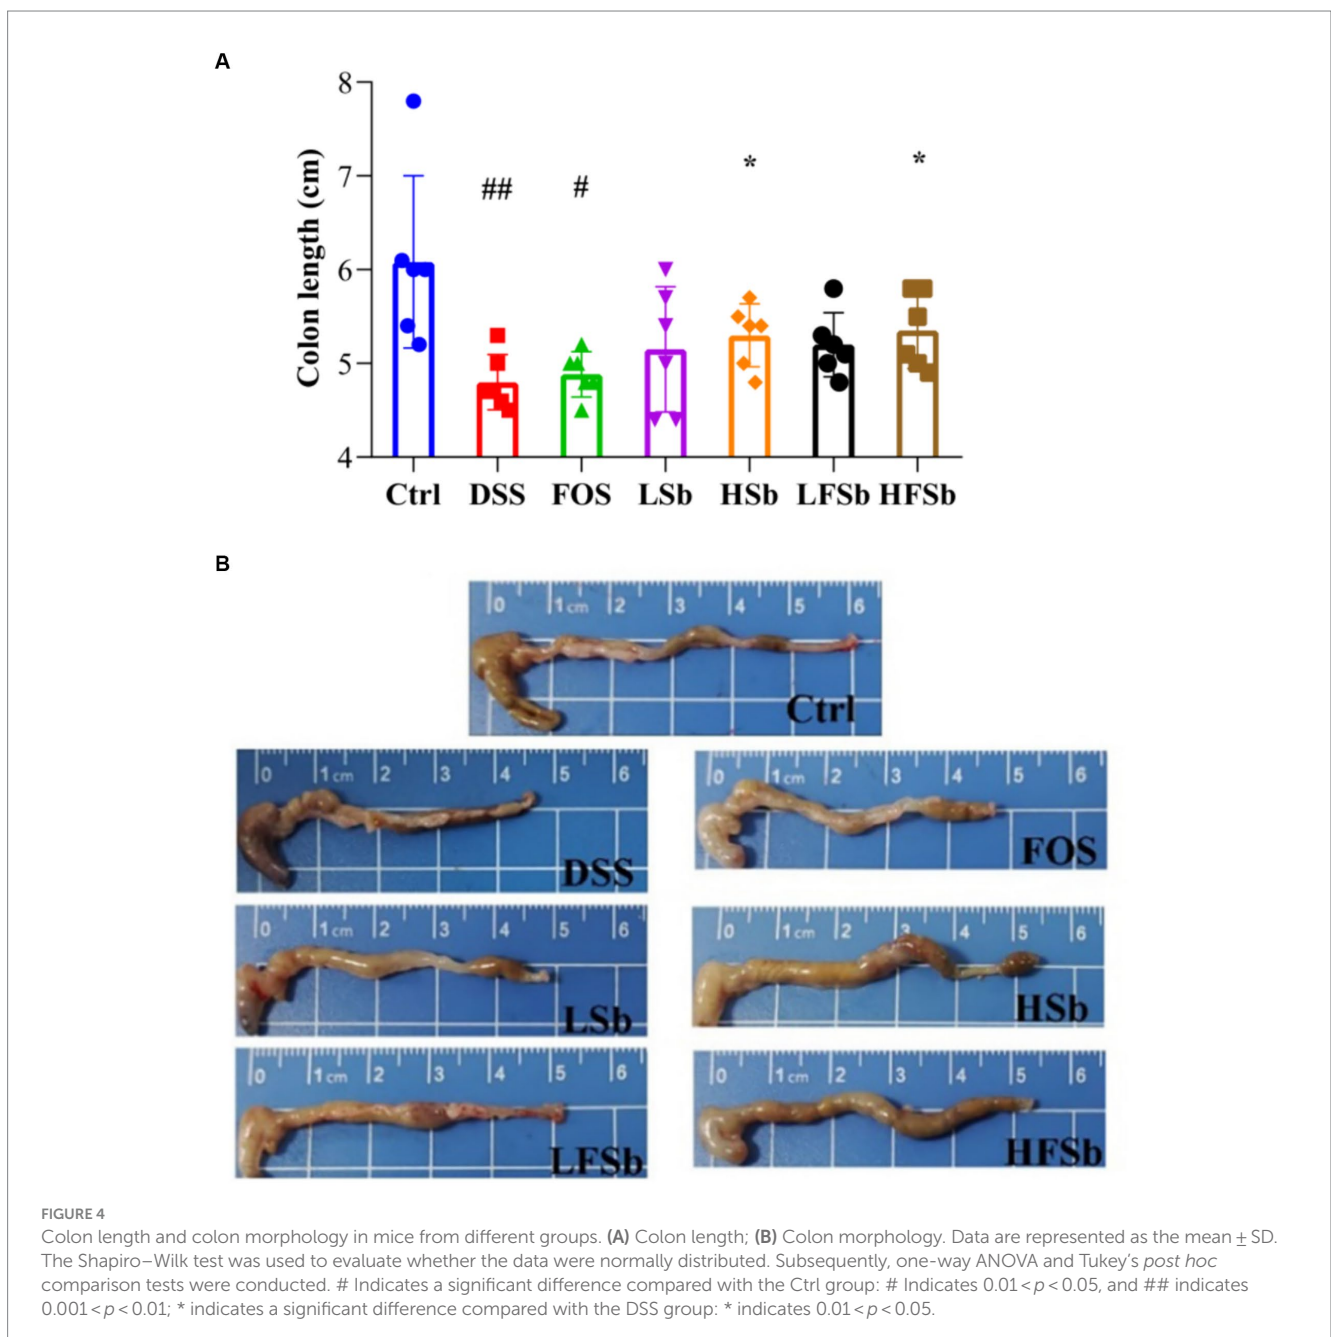 A
8
7
6
5
4
Colon length (cm)
##
#
*
*
Ctrl DSS FOS LSb HSb LFSb HFSb
B
0 1 cm 2 3 4 5 6
Ctrl
0 1 cm 2 3 4 5 6
DSS
0 1 cm 2 3 4 5 6
FOS
0 1 cm 2 3 4 5 6
LSb
0 1 cm 2 3 4 5 6
HSb
0 1 cm 2 3 4 5 6
LFSb
0 1 cm 2 3 4 5 6
HFSb
FIGURE 4
Colon length and colon morphology in mice from different groups. (A) Colon length; (B) Colon morphology. Data are represented as the mean ± SD.
The Shapiro–Wilk test was used to evaluate whether the data were normally distributed. Subsequently, one-way ANOVA and Tukey's post hoc
comparison tests were conducted. # Indicates a significant difference compared with the Ctrl group: # Indicates 0.01 < p < 0.05, and ## indicates
0.001 < p < 0.01; * indicates a significant difference compared with the DSS group: * indicates 0.01 < p < 0.05.